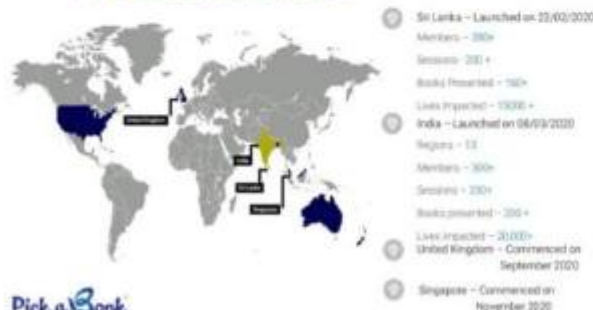 Sri Lanka – Launched on 22/02/2020
Members –
Sessions - 200 +
Books Presented – 150+
Lives Impacted – 15000 +
India – Launched on 08/03/2020
Regions – 13
Members – 300+
Sessions – 200+
Books presented – 200 +
Lives Impacted – 20,000+
United Kingdom – Commenced on
September 2020
Singapore – Commenced on
November 2020
United Kingdom
India
Sri Lanka
Singapore
Pick a Book